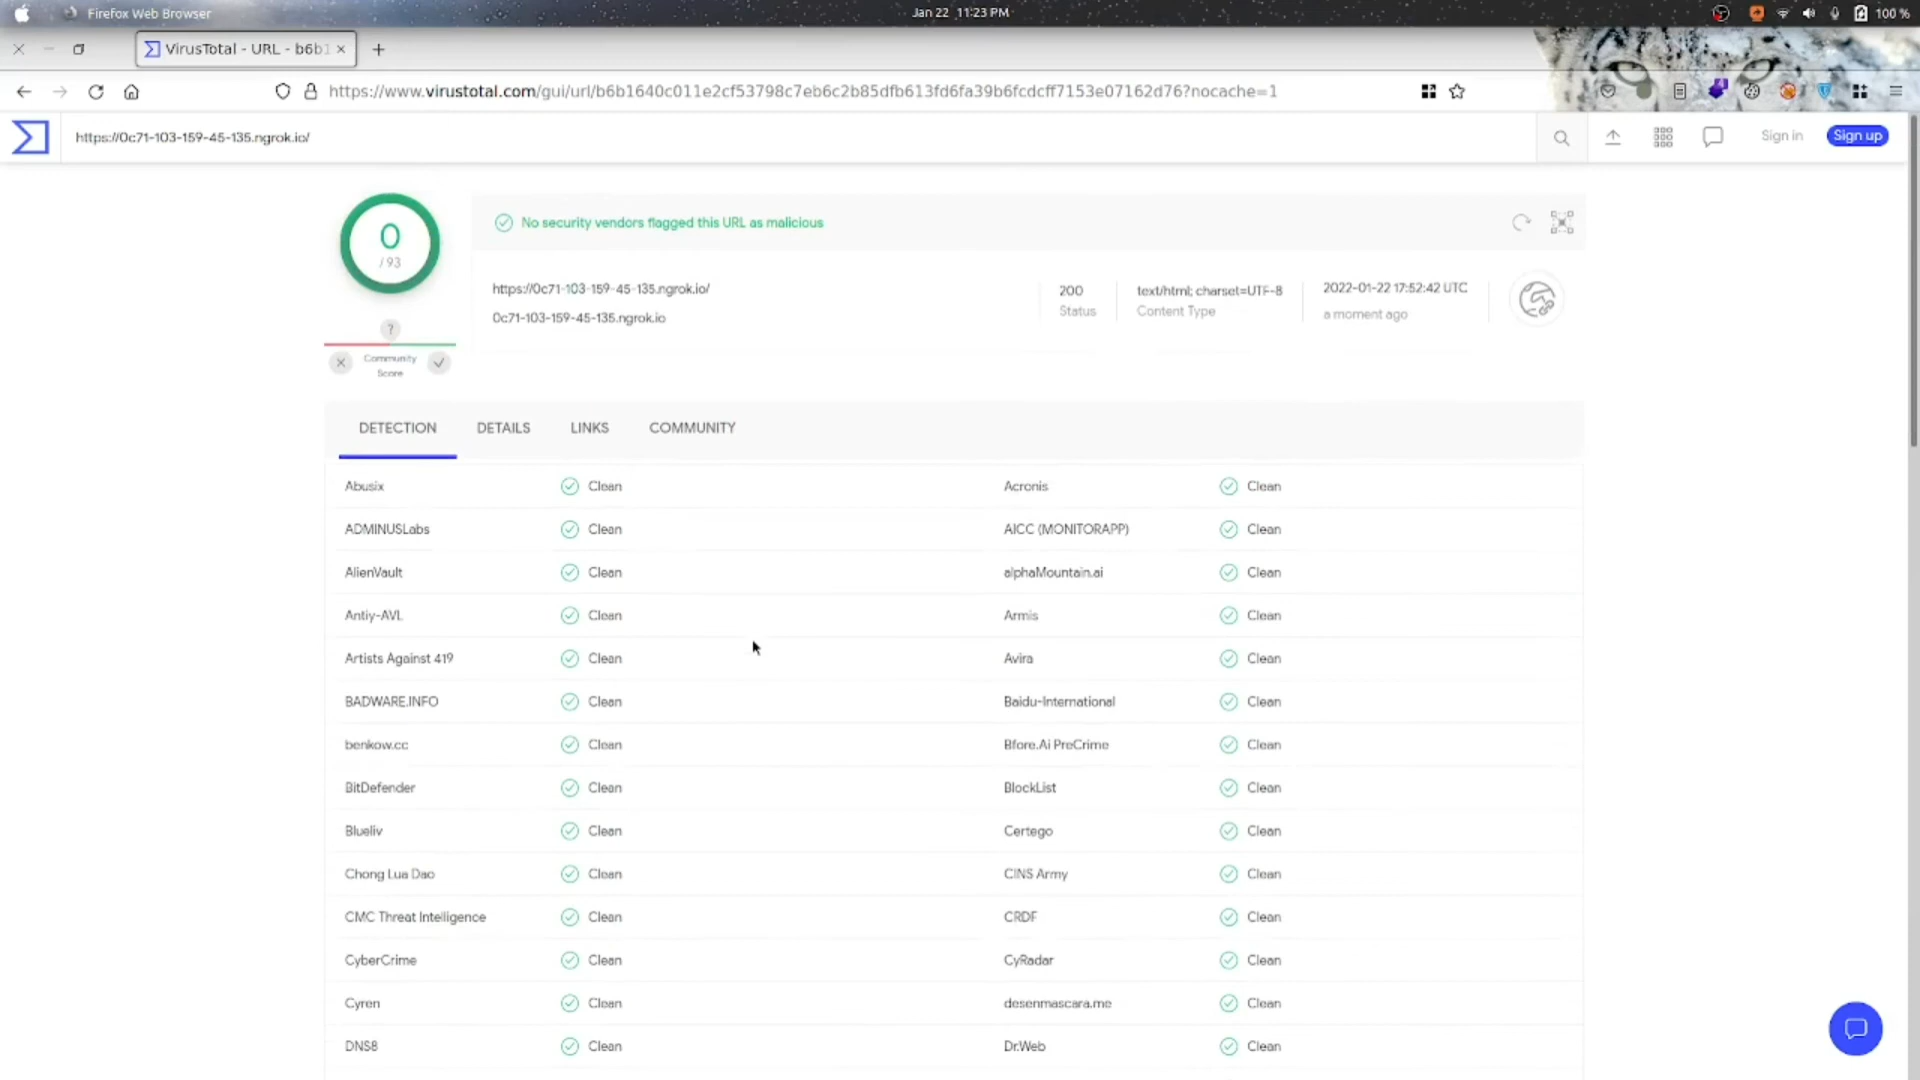 Firefox Web Browser
Jan 22 11:23 PM
100 %
VirusTotal - URL - b6b1
https://www.virustotal.com/gui/url/b6b1640c011e2cf53798c7eb6c2b85dfb613fd6fa39b6fcdcff7153e07162d76?nocache=1
https://0c71-103-159-45-135.ngrok.io/
Sign in
Sign up
0
/ 93
No security vendors flagged this URL as malicious
https://0c71-103-159-45-135.ngrok.io/
0c71-103-159-45-135.ngrok.io
200
Status
text/html; charset=UTF-8
Content Type
2022-01-22 17:52:42 UTC
a moment ago
?
Community
Score
DETECTION DETAILS LINKS COMMUNITY
Abusix Clean Acronis Clean
ADMINUSLabs Clean AICC (MONITORAPP) Clean
AlienVault Clean alphaMountain.ai Clean
Antiy-AVL Clean Armis Clean
Artists Against 419 Clean Avira Clean
BADWARE.INFO Clean Baidu-International Clean
benkow.cc Clean Bfore.Ai PreCrime Clean
BitDefender Clean BlockList Clean
Blueliv Clean Certego Clean
Chong Lua Dao Clean CINS Army Clean
CMC Threat Intelligence Clean CRDF Clean
CyberCrime Clean CyRadar Clean
Cyren Clean desenmascara.me Clean
DNS8 Clean Dr.Web Clean